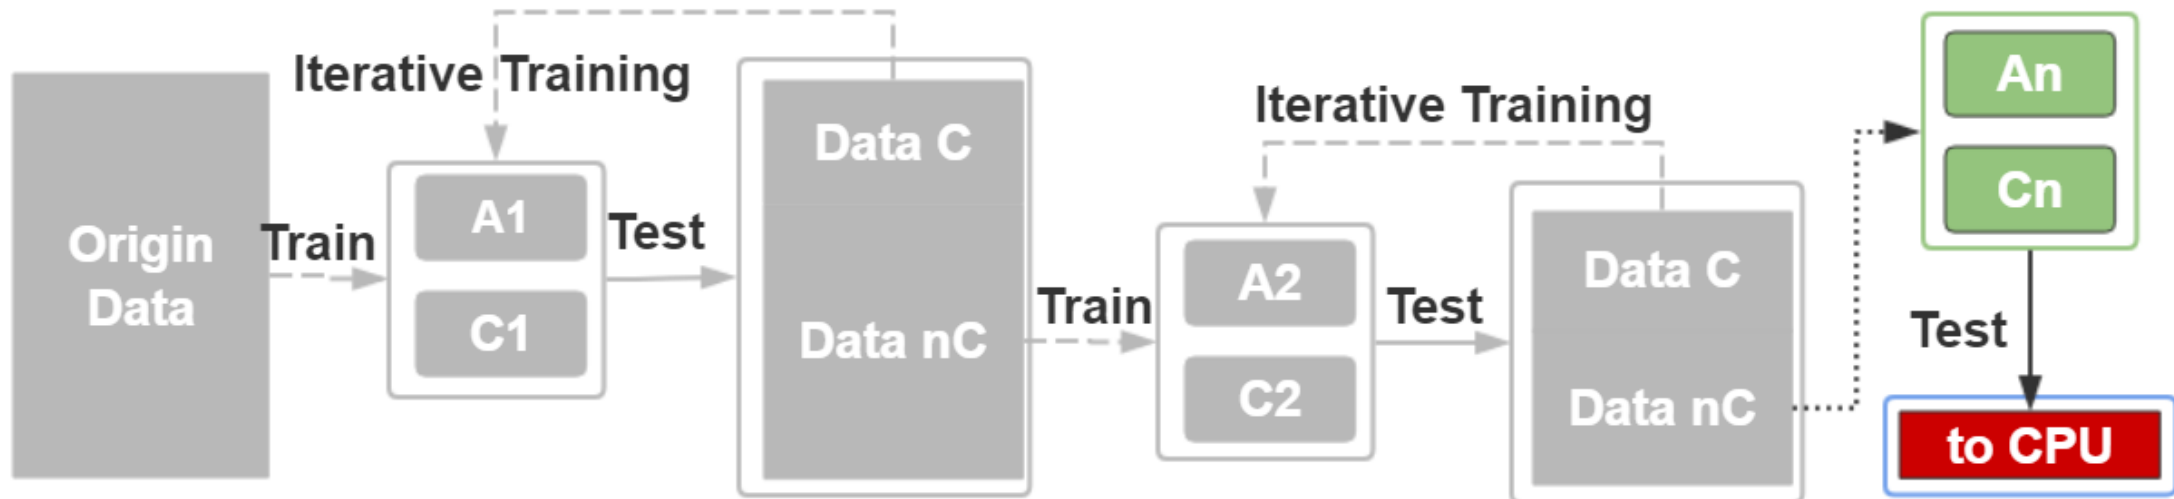 Origin
Data
Train
Iterative Training
A1
C1
Test
Data C
Data nC
Train
Iterative Training
A2
C2
Test
Data C
Data nC
An
Cn
Test
to CPU